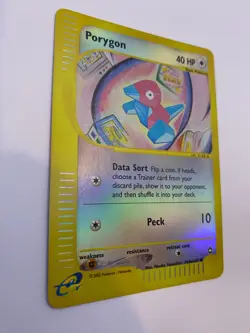 Porygon
40 HP
Data Sort Flip a coin. If heads,
choose a Trainer card from your
discard pile, show it to your opponent,
and then shuffle it into your deck.
Peck 10
weakness
resistance
retreat cost
e